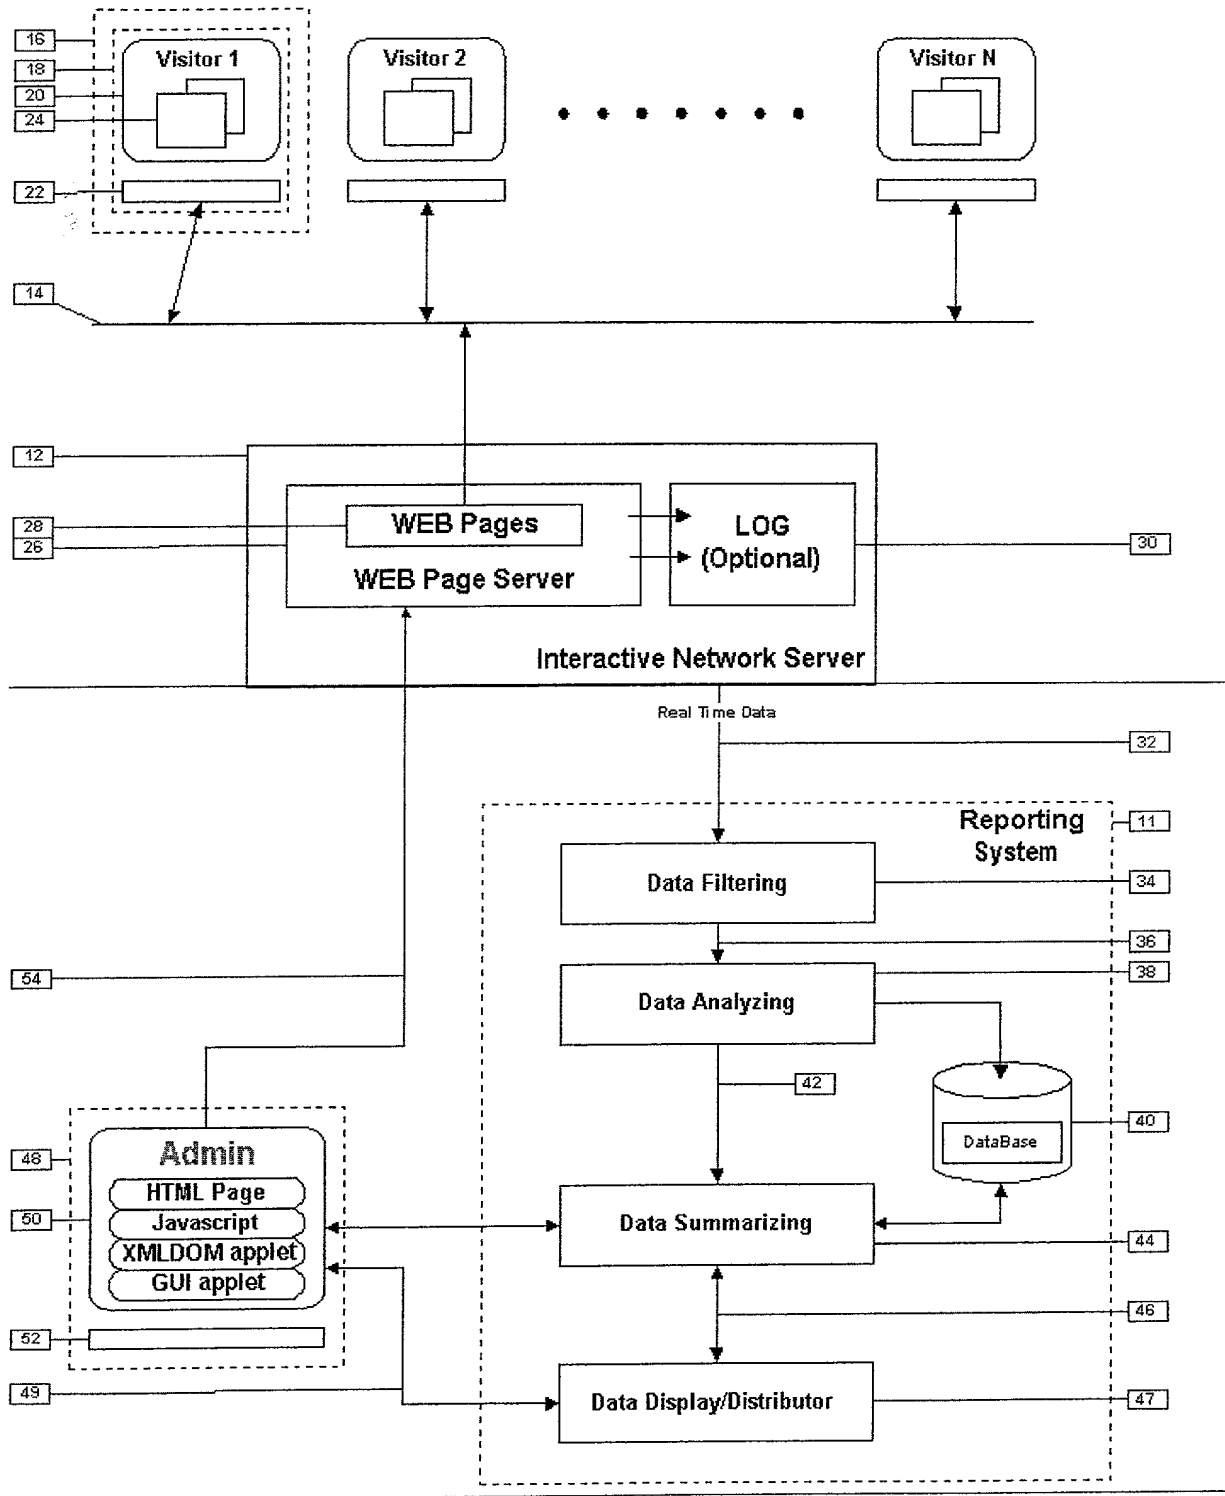 16
18
20
24
22
Visitor 1
Visitor 2
Visitor N
14
12
28
26
WEB Pages
WEB Page Server
LOG
(Optional)
30
Interactive Network Server
Real Time Data
32
Reporting
System
11
Data Filtering
34
36
54
Data Analyzing
38
42
DataBase
40
48
50
Admin
HTML Page
Javascript
XMLDOM applet
GUI applet
52
49
Data Summarizing
44
46
Data Display/Distributor
47